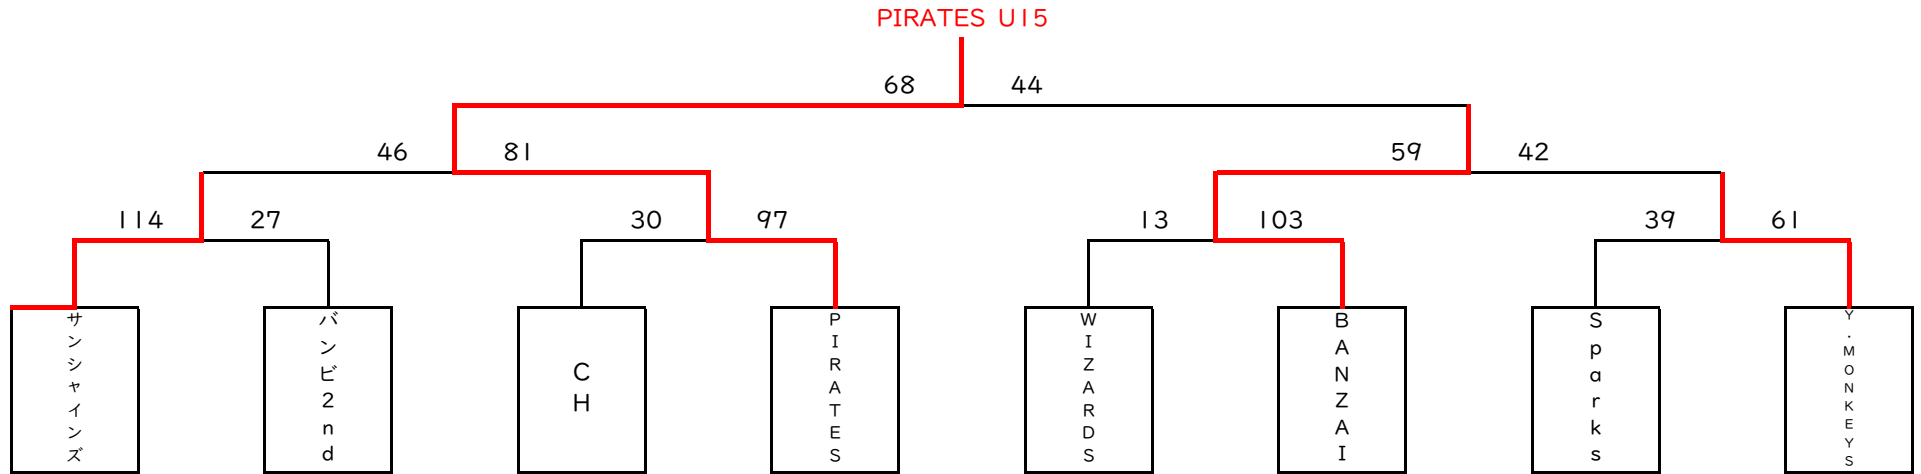 PIRATES U15
68 44
46 81 59 42
114 27 30 97 13 103 39 61
サンシャインズ
バンビ2nd
CH
PIRATES
WIZARDS
BANZAI
Sparks
Y.MONKEYS